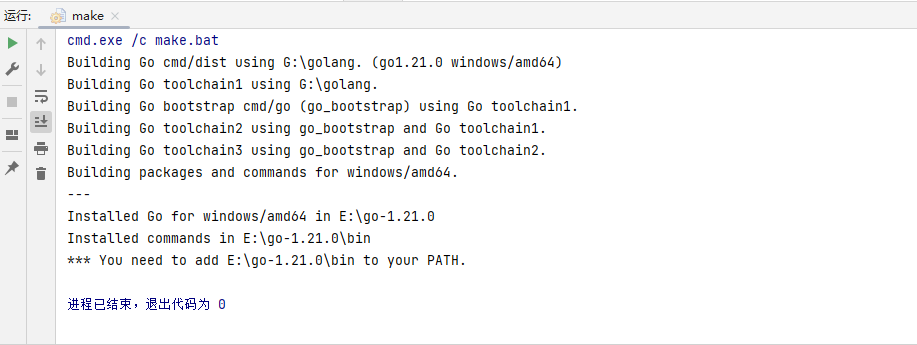 运行: make
cmd.exe /c make.bat
Building Go cmd/dist using G:\golang. (go1.21.0 windows/amd64)
Building Go toolchain1 using G:\golang.
Building Go bootstrap cmd/go (go_bootstrap) using Go toolchain1.
Building Go toolchain2 using go_bootstrap and Go toolchain1.
Building Go toolchain3 using go_bootstrap and Go toolchain2.
Building packages and commands for windows/amd64.
---
Installed Go for windows/amd64 in E:\go-1.21.0
Installed commands in E:\go-1.21.0\bin
*** You need to add E:\go-1.21.0\bin to your PATH.
进程已结束，退出代码为 0